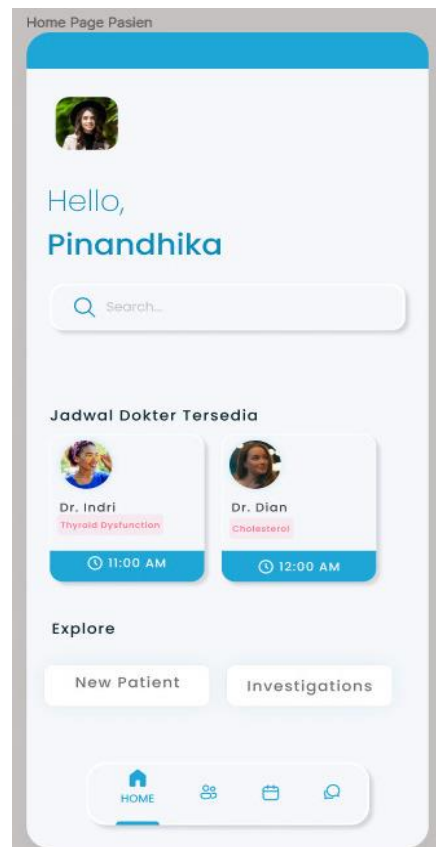 Home Page Pasien
Hello,
Pinandhika
Search...
Jadwal Dokter Tersedia
Dr. Indri
Thyroid Dysfunction
11:00 AM
Dr. Dian
Cholesterol
12:00 AM
Explore
New Patient
Investigations
HOME